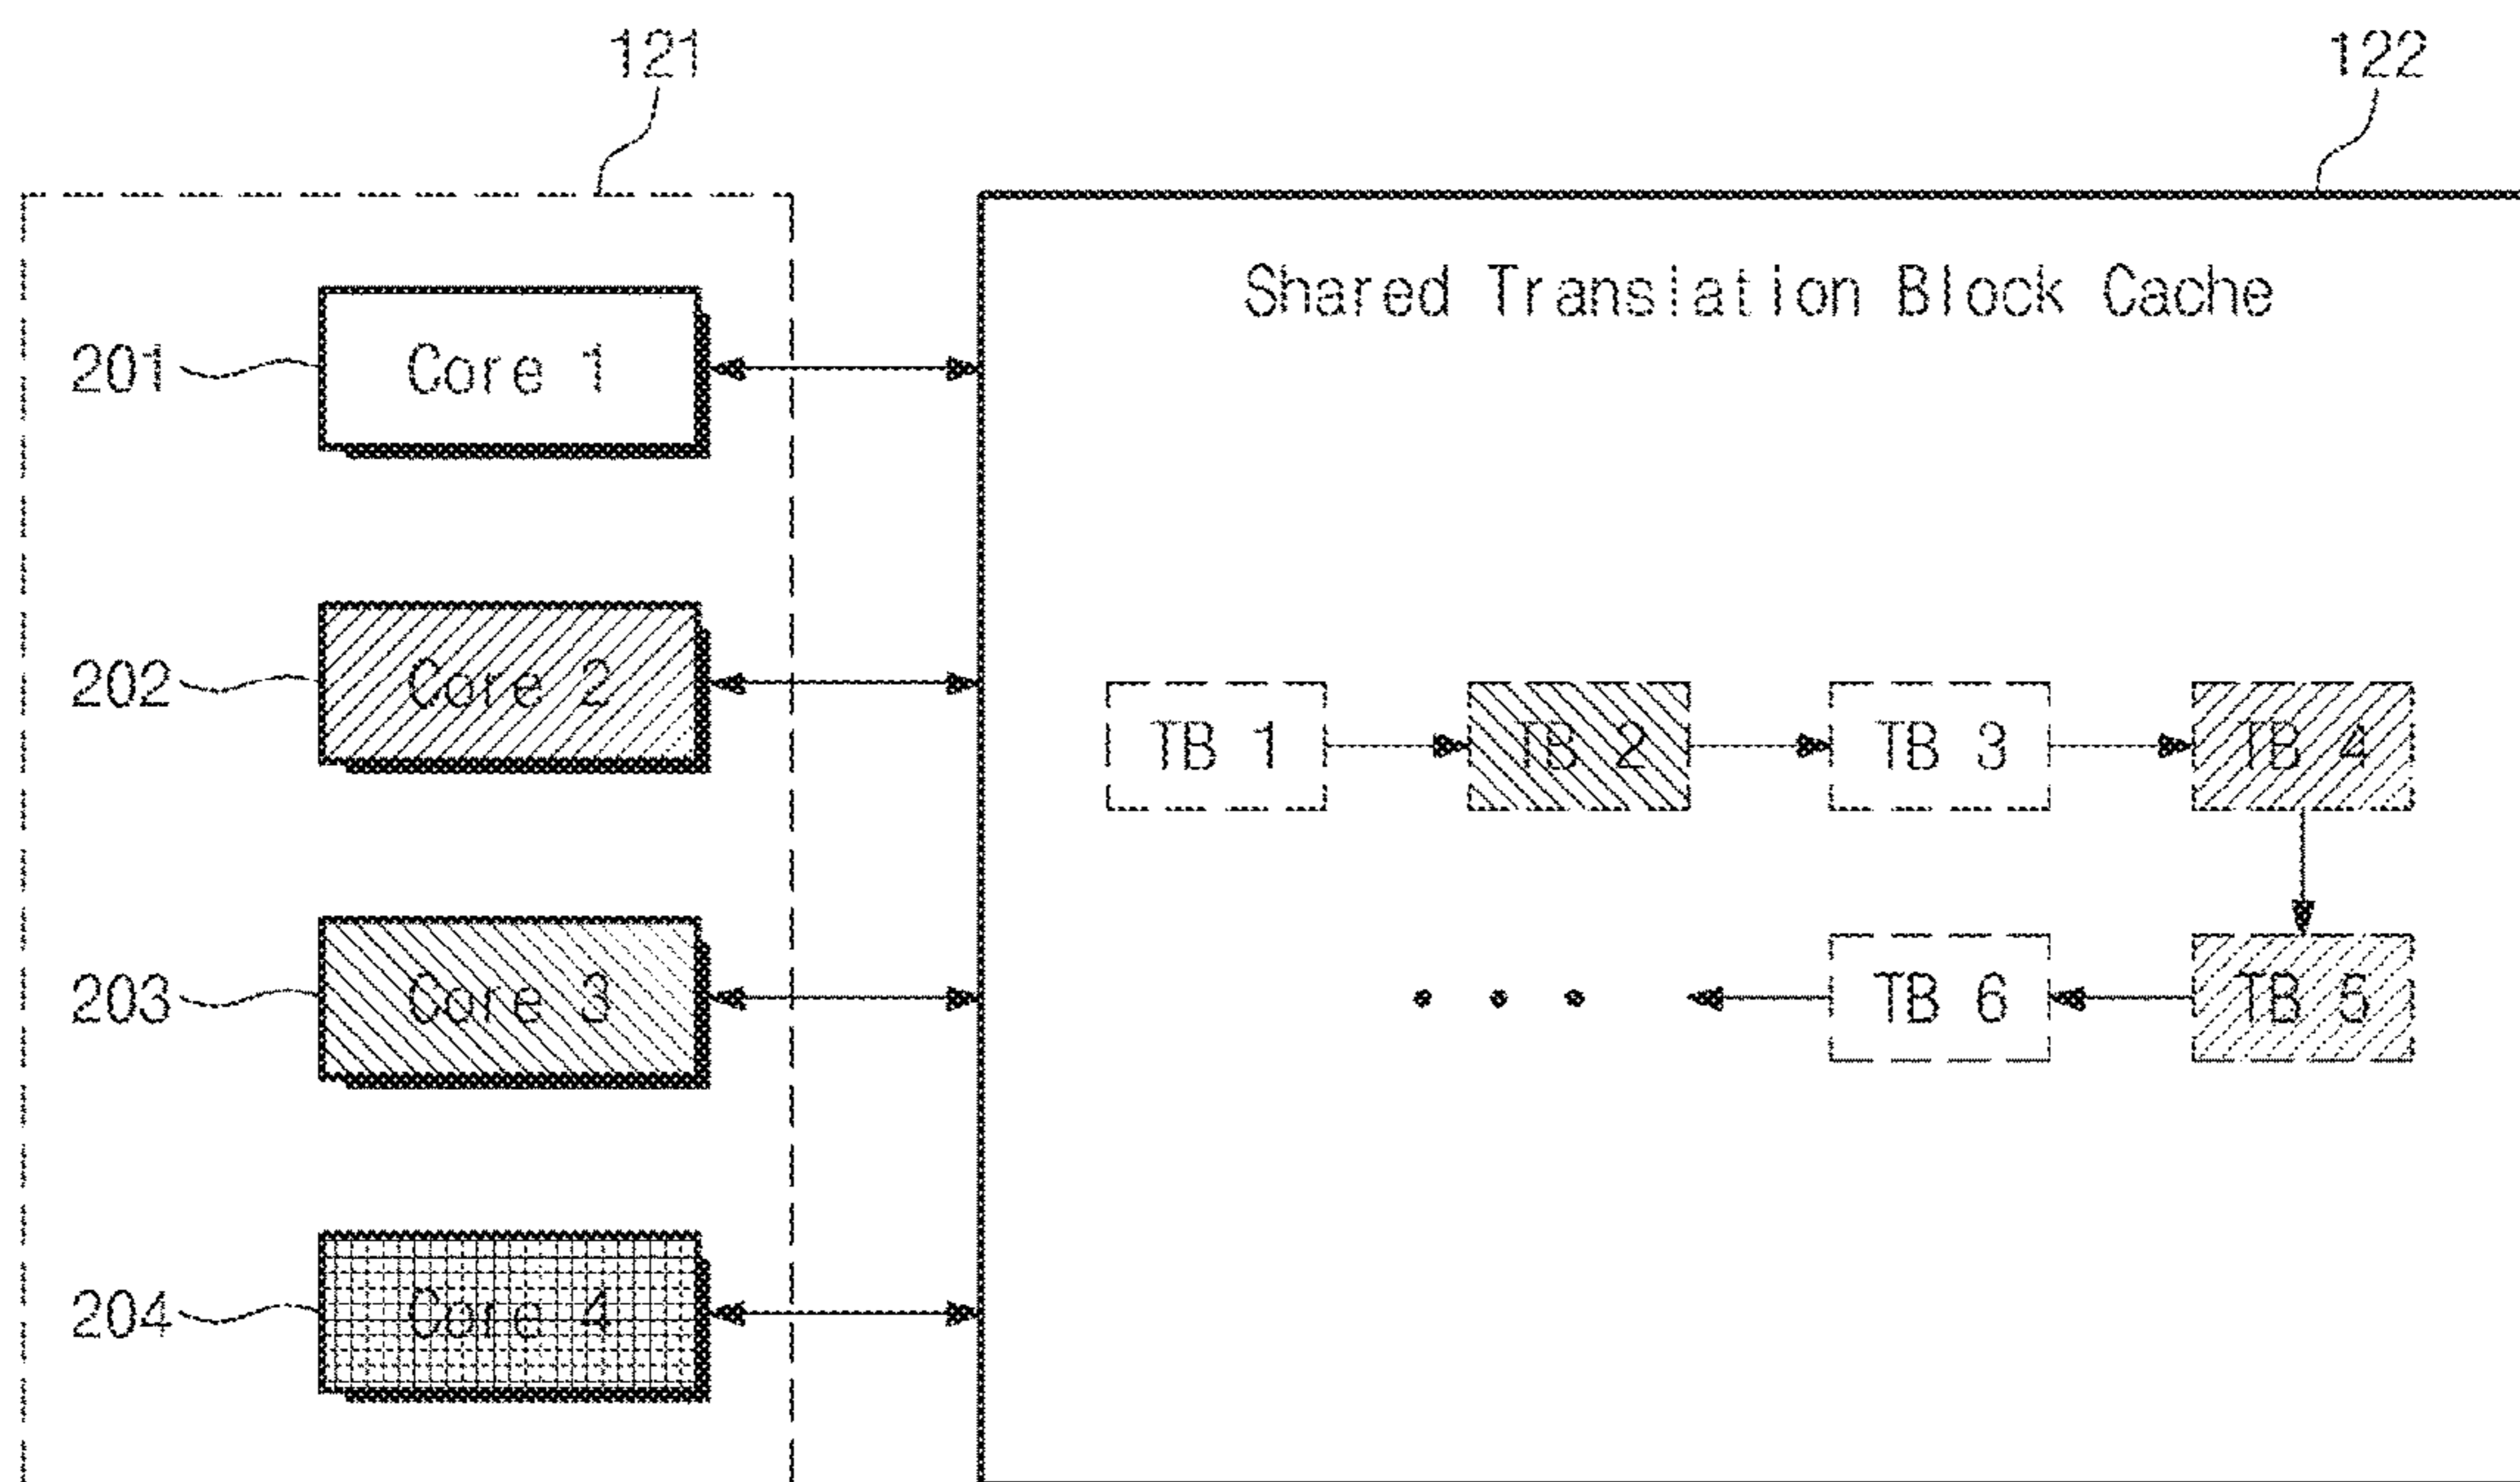 121
122
Shared Translation Block Cache
201
Core 1
202
Core 2
TB 1
TB 2
TB 3
TB 4
203
Core 3
TB 6
TB 5
204
Core 4